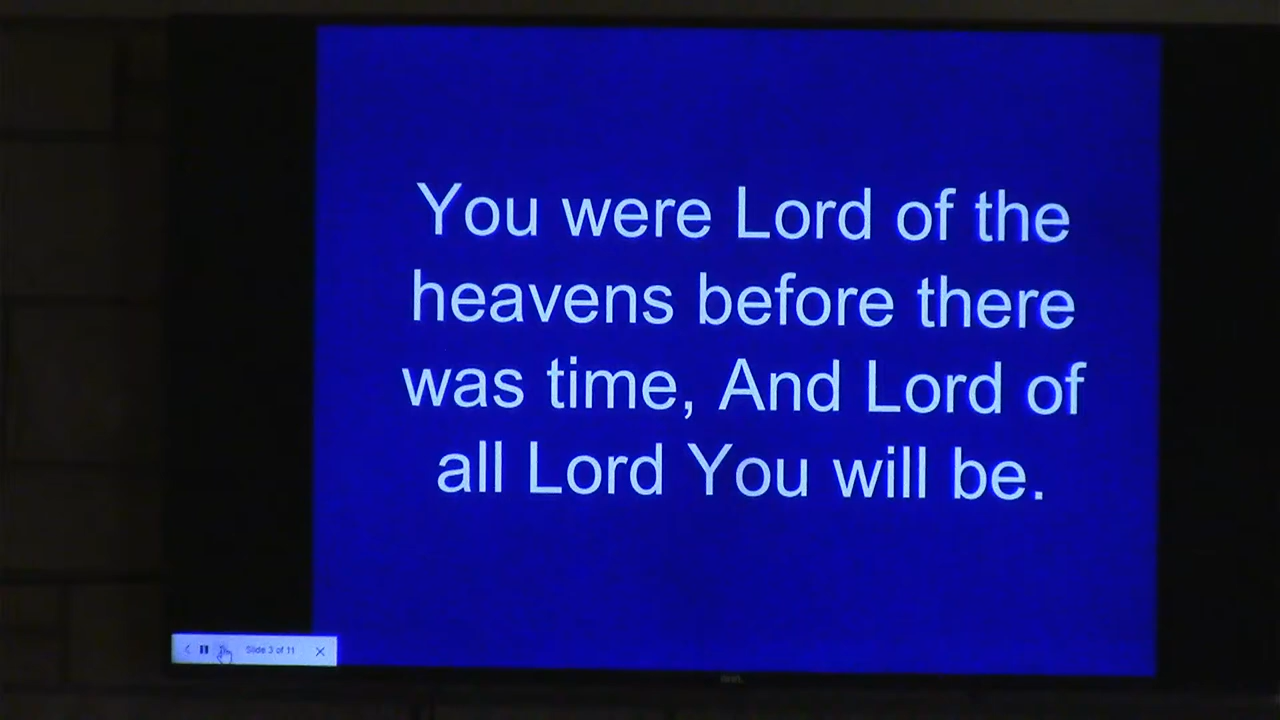 You were Lord of the
heavens before there
was time, And Lord of
all Lord You will be.
Slide 3 of 11